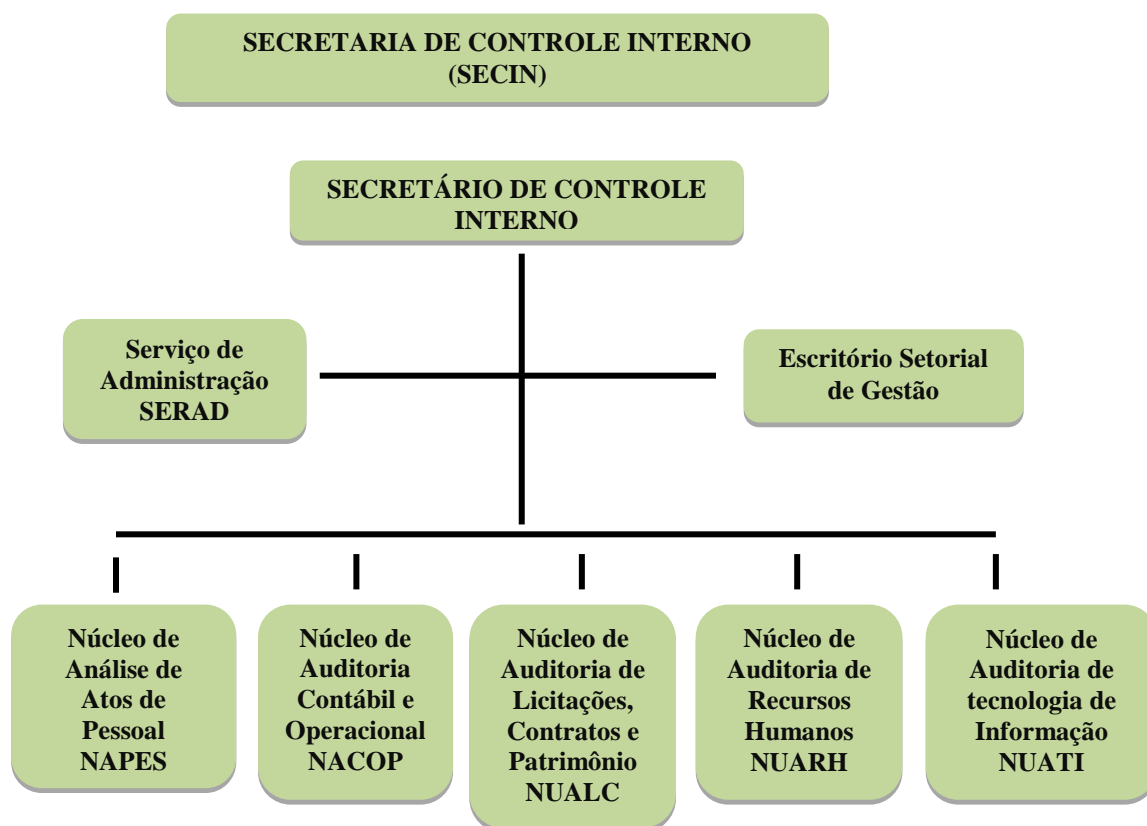 SECRETARIA DE CONTROLE INTERNO
(SECIN)
SECRETÁRIO DE CONTROLE
INTERNO
Serviço de
Administração
SERAD
Escritório Setorial
de Gestão
Núcleo de
Análise de
Atos de
Pessoal
NAPES
Núcleo de
Auditoria
Contábil e
Operacional
NACOP
Núcleo de
Auditoria de
Licitações,
Contratos e
Patrimônio
NUALC
Núcleo de
Auditoria de
Recursos
Humanos
NUARH
Núcleo de
Auditoria de
tecnologia de
Informação
NUATI